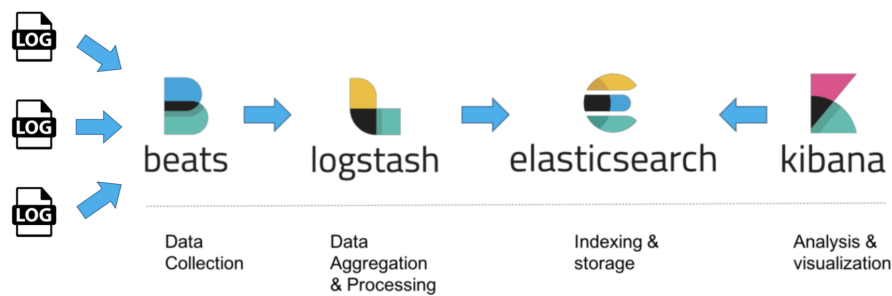 LOG
LOG
LOG
beats
logstash
elasticsearch
kibana
Data
Collection
Data
Aggregation
& Processing
Indexing &
storage
Analysis &
visualization